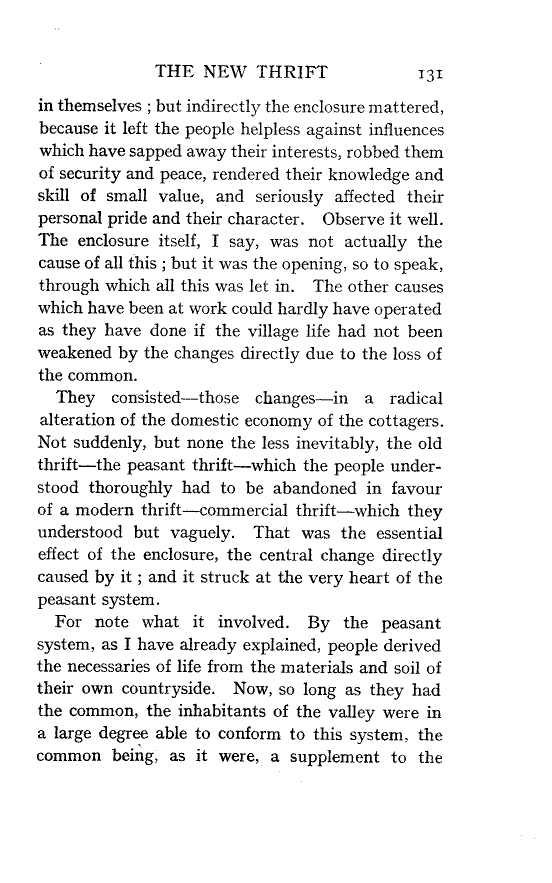 THE NEW THRIFT 131
in themselves ; but indirectly the enclosure mattered,
because it left the people helpless against influences
which have sapped away their interests, robbed them
of security and peace, rendered their knowledge and
skill of small value, and seriously affected their
personal pride and their character. Observe it well.
The enclosure itself, I say, was not actually the
cause of all this ; but it was the opening, so to speak,
through which all this was let in. The other causes
which have been at work could hardly have operated
as they have done if the village life had not been
weakened by the changes directly due to the loss of
the common.
They consisted—those changes—in a radical
alteration of the domestic economy of the cottagers.
Not suddenly, but none the less inevitably, the old
thrift—the peasant thrift—which the people under-
stood thoroughly had to be abandoned in favour
of a modern thrift—commercial thrift—which they
understood but vaguely. That was the essential
effect of the enclosure, the central change directly
caused by it ; and it struck at the very heart of the
peasant system.
For note what it involved. By the peasant
system, as I have already explained, people derived
the necessaries of life from the materials and soil of
their own countryside. Now, so long as they had
the common, the inhabitants of the valley were in
a large degree able to conform to this system, the
common being, as it were, a supplement to the